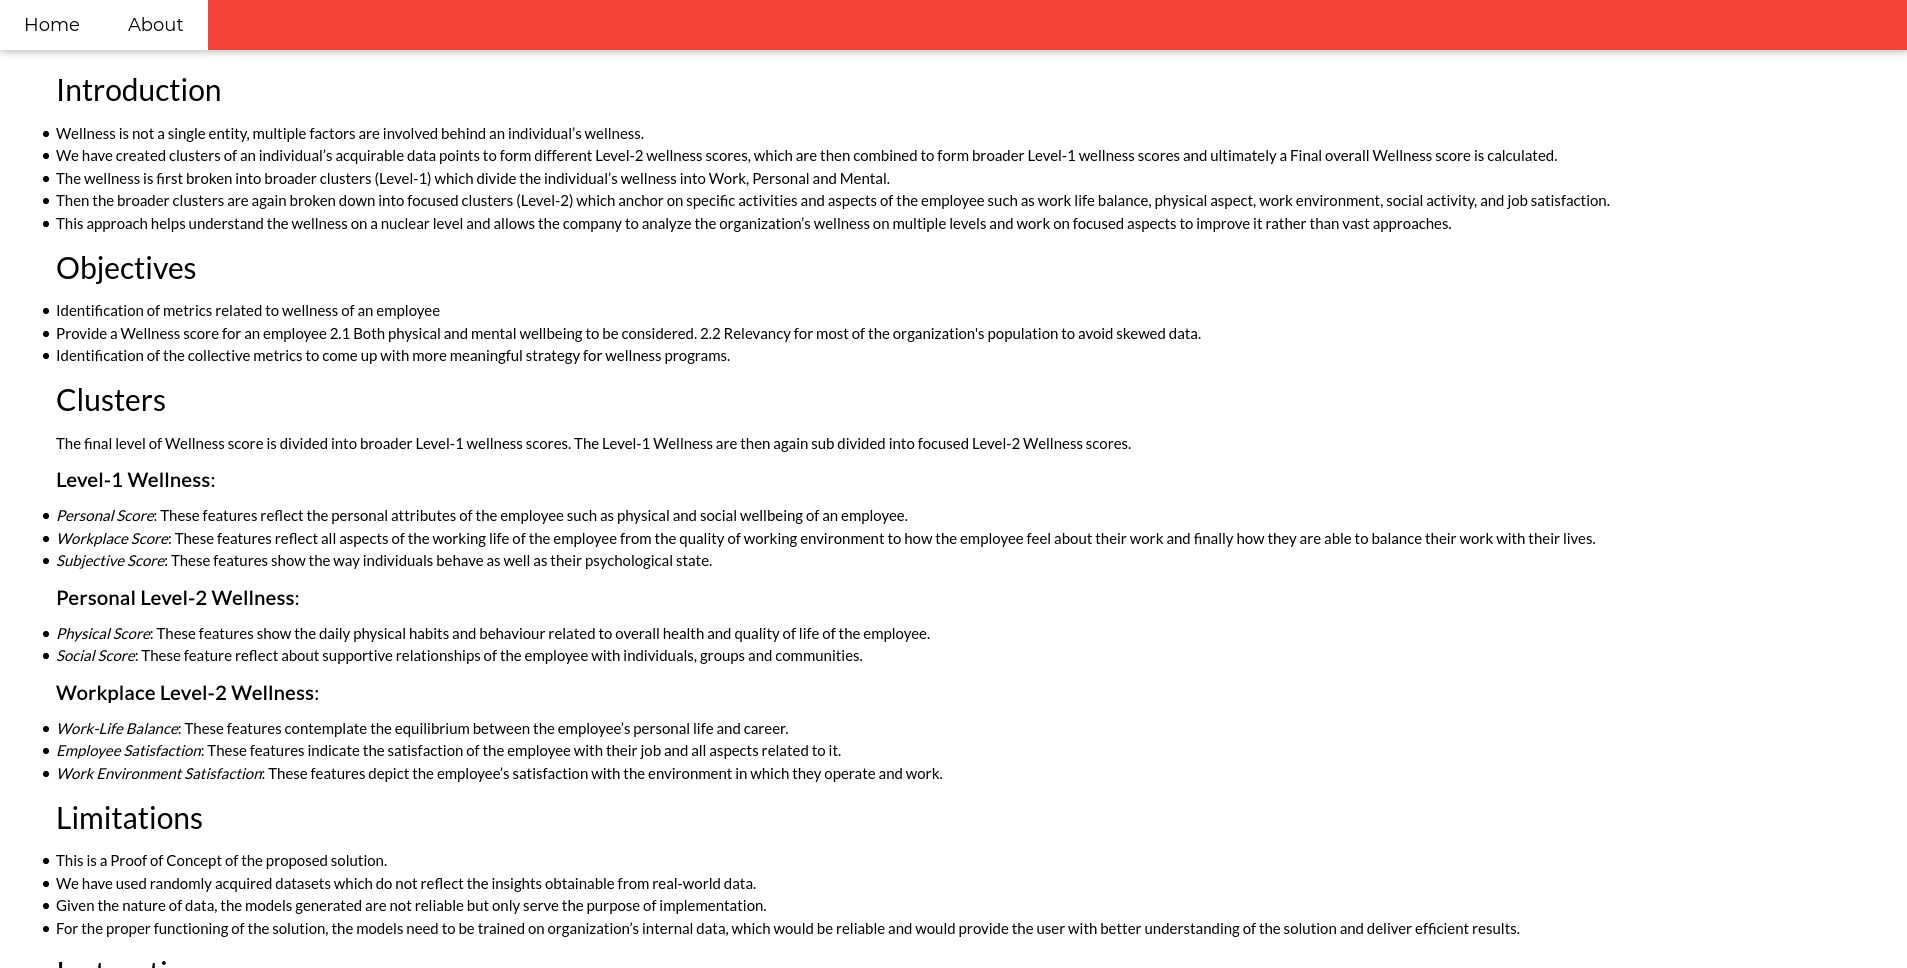 Home About
Introduction
Wellness is not a single entity, multiple factors are involved behind an individual’s wellness.
We have created clusters of an individual’s acquirable data points to form different Level-2 wellness scores, which are then combined to form broader Level-1 wellness scores and ultimately a Final overall Wellness score is calculated.
The wellness is first broken into broader clusters (Level-1) which divide the individual’s wellness into Work, Personal and Mental.
Then the broader clusters are again broken down into focused clusters (Level-2) which anchor on specific activities and aspects of the employee such as work life balance, physical aspect, work environment, social activity, and job satisfaction.
This approach helps understand the wellness on a nuclear level and allows the company to analyze the organization’s wellness on multiple levels and work on focused aspects to improve it rather than vast approaches.
Objectives
Identification of metrics related to wellness of an employee
Provide a Wellness score for an employee 2.1 Both physical and mental wellbeing to be considered. 2.2 Relevancy for most of the organization's population to avoid skewed data.
Identification of the collective metrics to come up with more meaningful strategy for wellness programs.
Clusters
The final level of Wellness score is divided into broader Level-1 wellness scores. The Level-1 Wellness are then again sub divided into focused Level-2 Wellness scores.
Level-1 Wellness:
Personal Score: These features reflect the personal attributes of the employee such as physical and social wellbeing of an employee.
Workplace Score: These features reflect all aspects of the working life of the employee from the quality of working environment to how the employee feel about their work and finally how they are able to balance their work with their lives.
Subjective Score: These features show the way individuals behave as well as their psychological state.
Personal Level-2 Wellness:
Physical Score: These features show the daily physical habits and behaviour related to overall health and quality of life of the employee.
Social Score: These feature reflect about supportive relationships of the employee with individuals, groups and communities.
Workplace Level-2 Wellness:
Work-Life Balance: These features contemplate the equilibrium between the employee’s personal life and career.
Employee Satisfaction: These features indicate the satisfaction of the employee with their job and all aspects related to it.
Work Environment Satisfaction: These features depict the employee’s satisfaction with the environment in which they operate and work.
Limitations
This is a Proof of Concept of the proposed solution.
We have used randomly acquired datasets which do not reflect the insights obtainable from real-world data.
Given the nature of data, the models generated are not reliable but only serve the purpose of implementation.
For the proper functioning of the solution, the models need to be trained on organization’s internal data, which would be reliable and would provide the user with better understanding of the solution and deliver efficient results.